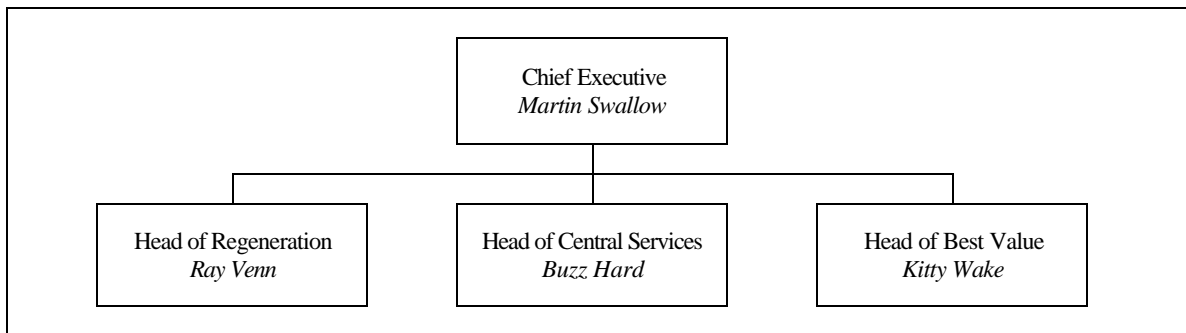 Chief Executive
Martin Swallow
Head of Regeneration
Ray Venn
Head of Central Services
Buzz Hard
Head of Best Value
Kitty Wake